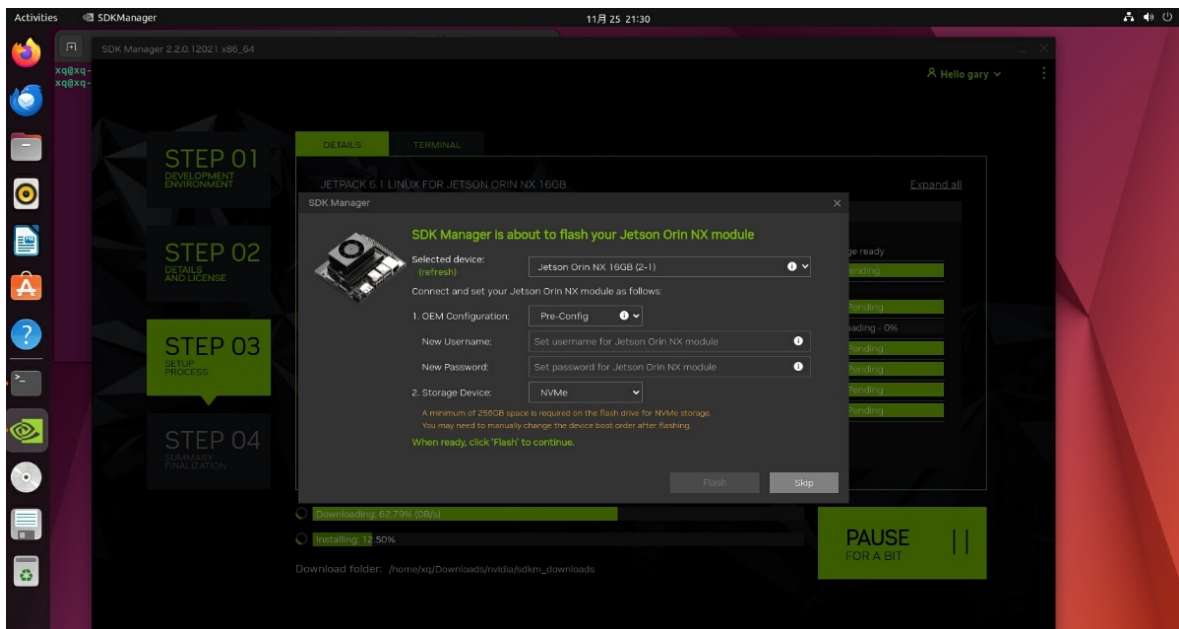 Activities SDKManager 11月 25 21:30
SDK Manager 2.2.0.12021 x86_64
xq@xq-
xq@xq-
Hello gary
STEP 01
DEVELOPMENT
ENVIRONMENT
DETAILS TERMINAL
JETPACK 6.1 LINUX FOR JETSON ORIN NX 16GB Expand all
STEP 02
DETAILS
AND LICENSE
STEP 03
SETUP
PROCESS
STEP 04
SUMMARY
FINALIZATION
SDK Manager
SDK Manager is about to flash your Jetson Orin NX module
Selected device: Jetson Orin NX 16GB (2-1)
(refresh)
Connect and set your Jetson Orin NX module as follows:
1. OEM Configuration: Pre-Config
New Username: Set username for Jetson Orin NX module
New Password: Set password for Jetson Orin NX module
2. Storage Device: NVMe
A minimum of 256GB space is required on the flash drive for NVMe storage.
You may need to manually change the device boot order after flashing.
When ready, click 'Flash' to continue.
Flash Skip
ge ready
ending
Pending
ading - 0%
Pending
Pending
Pending
Pending
Downloading: 62.79% (0B/s)
Installing: 12.50%
PAUSE
FOR A BIT
Download folder: /home/xq/Downloads/nvidia/sdkm_downloads